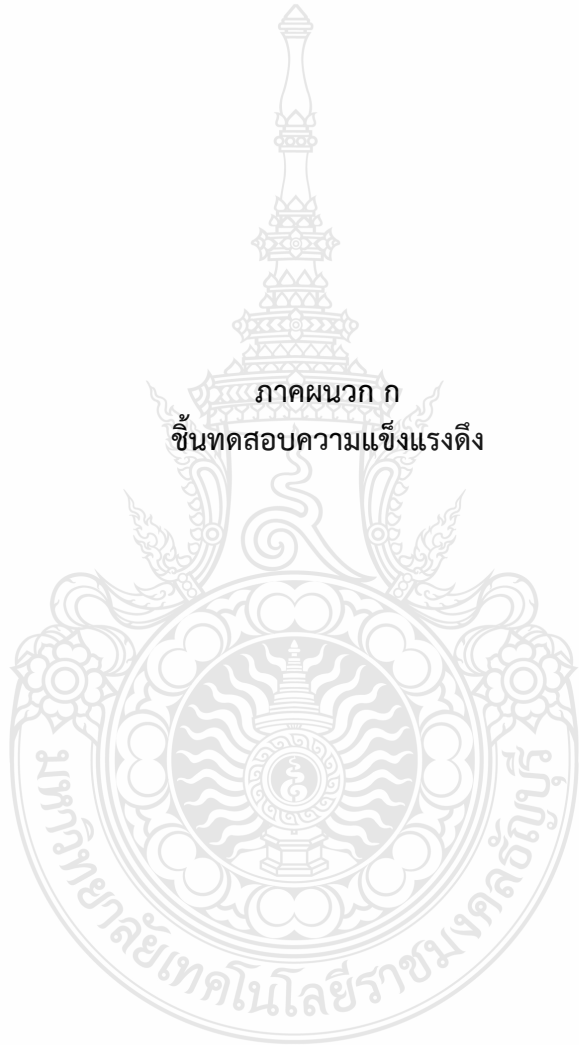 ภาคผนวก ก
ชิ้นทดสอบความแข็งแรงดึง
มหาวิทยาลัยเทคโนโลยีราชมงคลธัญบุรี